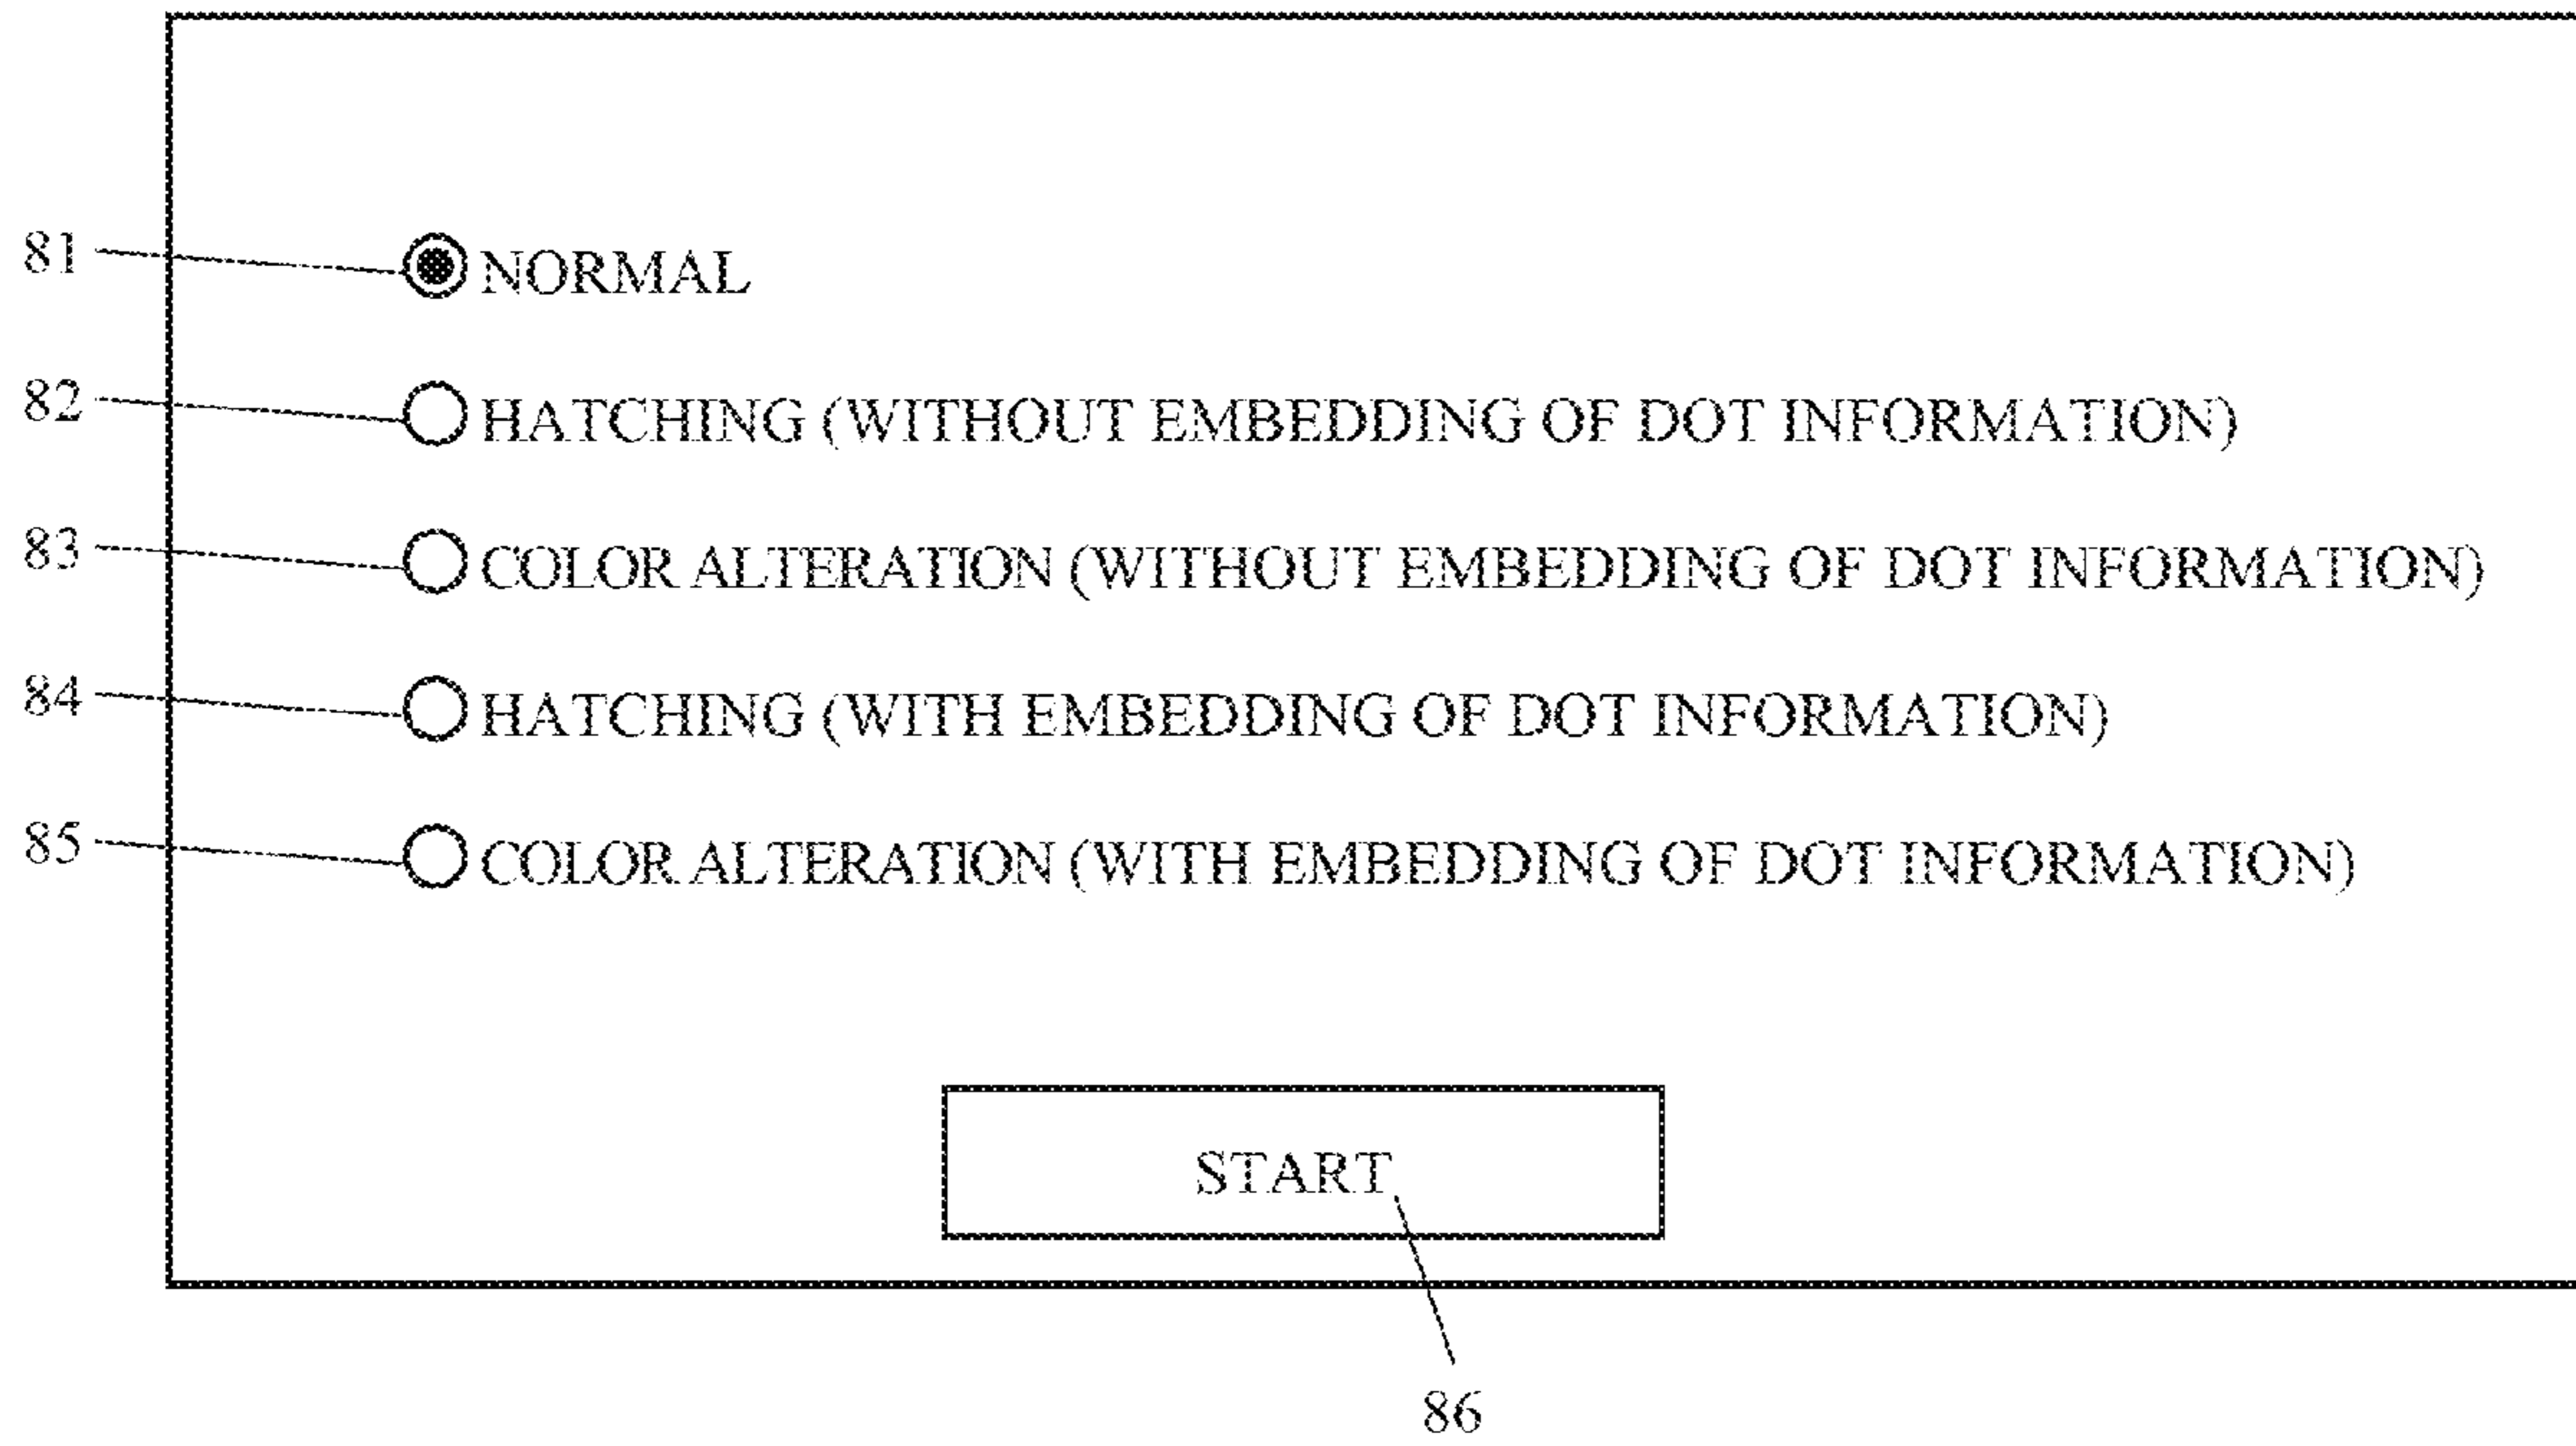 81 NORMAL
82 HATCHING (WITHOUT EMBEDDING OF DOT INFORMATION)
83 COLOR ALTERATION (WITHOUT EMBEDDING OF DOT INFORMATION)
84 HATCHING (WITH EMBEDDING OF DOT INFORMATION)
85 COLOR ALTERATION (WITH EMBEDDING OF DOT INFORMATION)
START
86